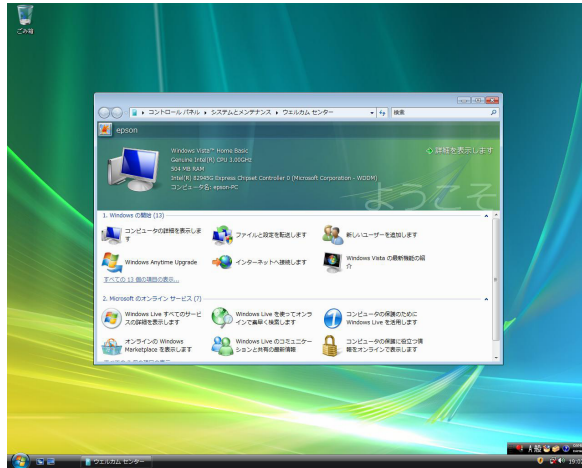 ごみ箱
コントロール パネル ▸ システムとメンテナンス ▸ ウェルカム センター
検索
epson
Windows Vista™ Home Basic
Genuine Intel(R) CPU 3.00GHz
504 MB RAM
Intel(R) 82945G Express Chipset Controller 0 (Microsoft Corporation - WDDM)
コンピュータ名: epson-PC
詳細を表示します
ようこそ
1. Windows の開始 (13)
コンピュータの詳細を表示しま
す
ファイルと設定を転送します
新しいユーザーを追加します
Windows Anytime Upgrade
インターネットへ接続します
Windows Vista の最新機能の紹
介
すべての 13 個の項目の表示...
2. Microsoft のオンライン サービス (7)
Windows Live すべてのサービ
スの詳細を表示します
Windows Live を使ってオンラ
インで素早く検索します
コンピュータの保護のために
Windows Live を活用します
オンラインの Windows
Marketplace を表示します
Windows Live のコミュニケー
ションと共有の最新情報
コンピュータの保護に役立つ情
報をオンラインで表示します
A 般
ウェルカム センター